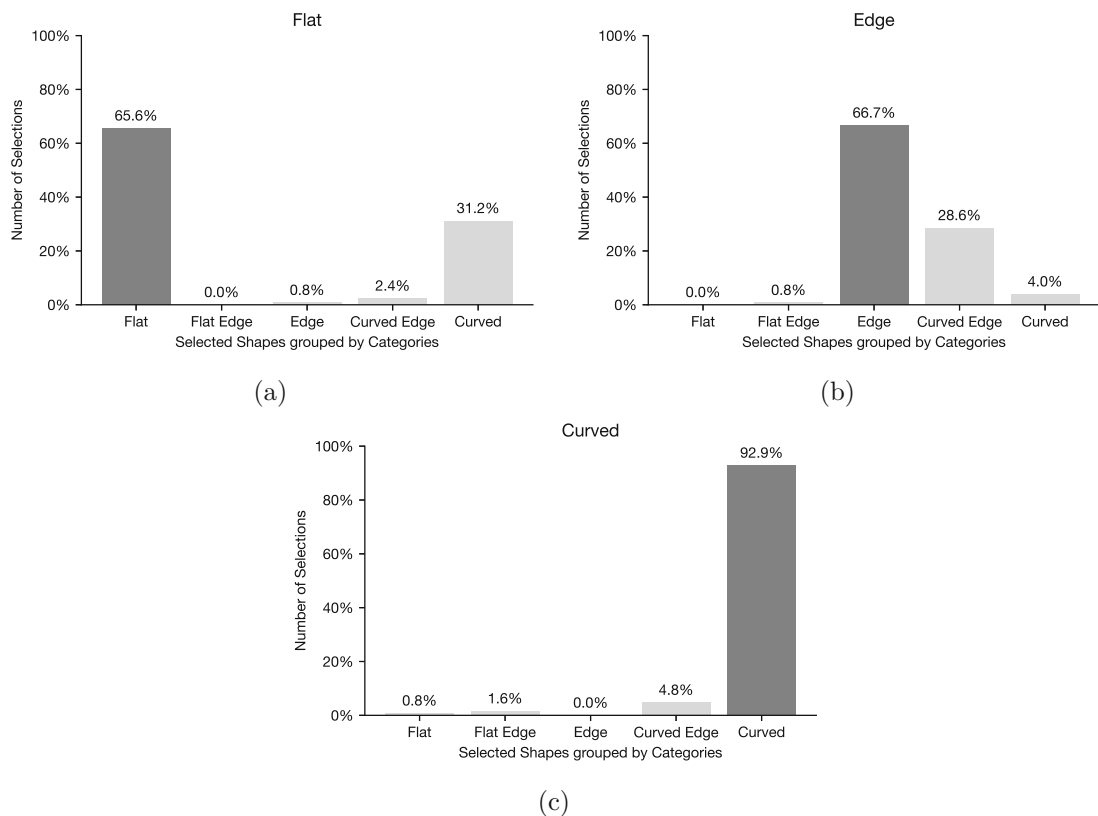 Flat
100%
80%
60%
40%
20%
0%
Number of Selections
65.6%
0.0%
0.8%
2.4%
31.2%
Flat Flat Edge Edge Curved Edge Curved
Selected Shapes grouped by Categories
(a)
Edge
100%
80%
60%
40%
20%
0%
Number of Selections
0.0%
0.8%
66.7%
28.6%
4.0%
Flat Flat Edge Edge Curved Edge Curved
Selected Shapes grouped by Categories
(b)
Curved
100%
80%
60%
40%
20%
0%
Number of Selections
0.8%
1.6%
0.0%
4.8%
92.9%
Flat Flat Edge Edge Curved Edge Curved
Selected Shapes grouped by Categories
(c)